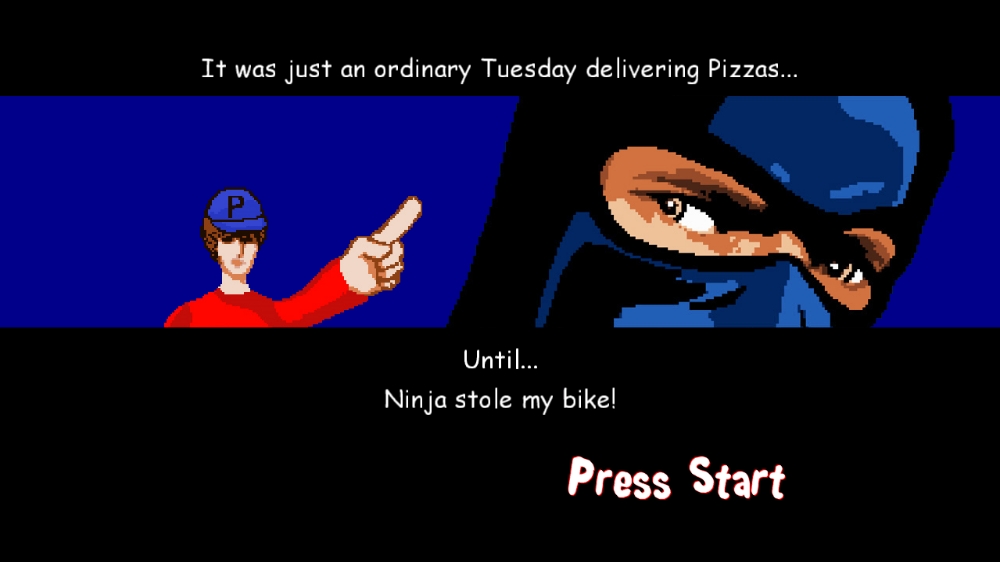 It was just an ordinary Tuesday delivering Pizzas...
P
Until...
Ninja stole my bike!
Press Start